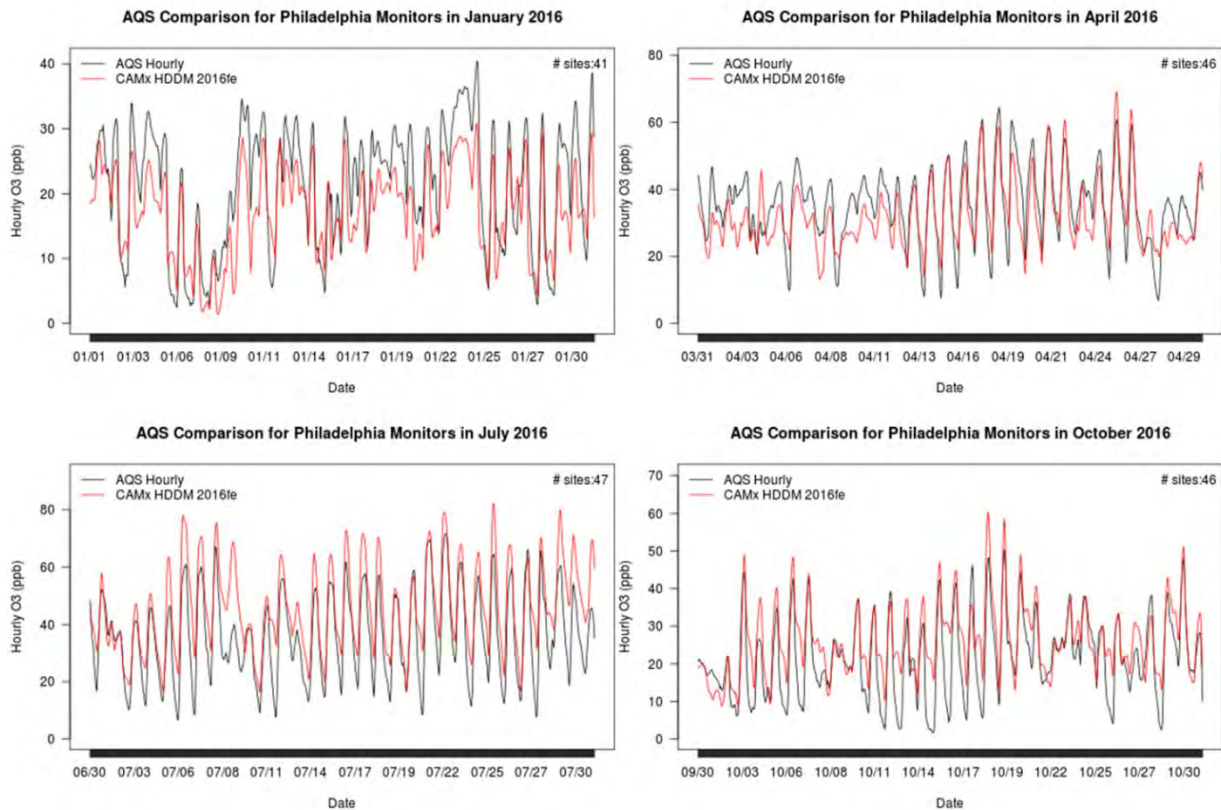 AQS Comparison for Philadelphia Monitors in January 2016
AQS Hourly
CAMx HDDM 2016fe
# sites:41
Hourly O3 (ppb)
40
30
20
10
0
01/01 01/03 01/06 01/09 01/11 01/14 01/17 01/19 01/22 01/25 01/27 01/30
Date
AQS Comparison for Philadelphia Monitors in April 2016
AQS Hourly
CAMx HDDM 2016fe
# sites:46
Hourly O3 (ppb)
80
60
40
20
0
03/31 04/03 04/06 04/08 04/11 04/13 04/16 04/19 04/21 04/24 04/27 04/29
Date
AQS Comparison for Philadelphia Monitors in July 2016
AQS Hourly
CAMx HDDM 2016fe
# sites:47
Hourly O3 (ppb)
80
60
40
20
0
06/30 07/03 07/06 07/08 07/11 07/14 07/16 07/19 07/22 07/25 07/27 07/30
Date
AQS Comparison for Philadelphia Monitors in October 2016
AQS Hourly
CAMx HDDM 2016fe
# sites:46
Hourly O3 (ppb)
70
60
50
40
30
20
10
0
09/30 10/03 10/06 10/08 10/11 10/14 10/17 10/19 10/22 10/25 10/27 10/30
Date